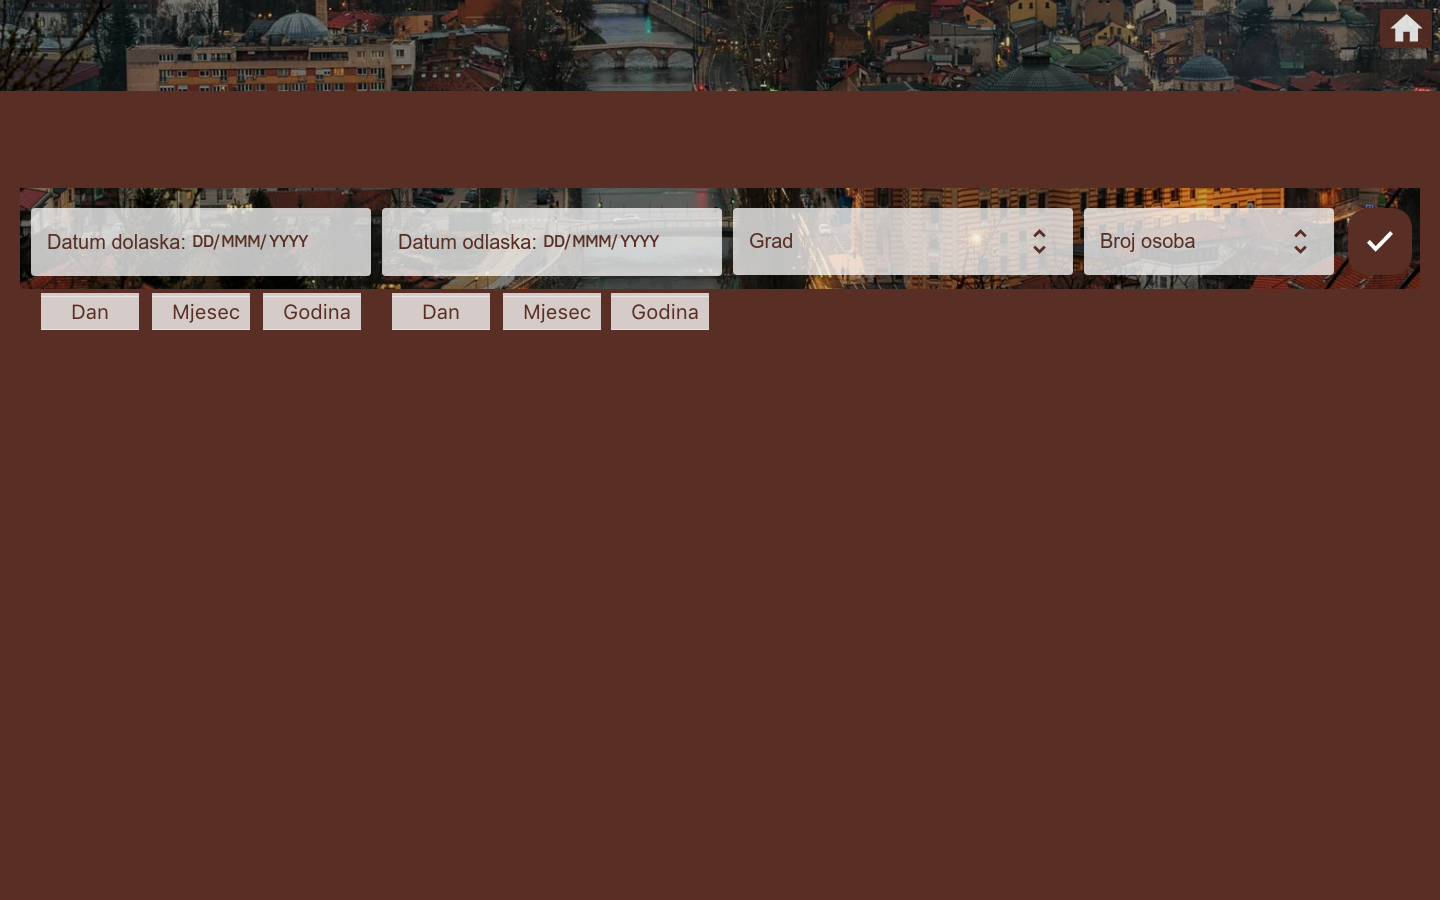 Datum dolaska: DD/MMM/YYYY
Datum odlaska: DD/MMM/YYYY
Grad
Broj osoba
Dan
Mjesec
Godina
Dan
Mjesec
Godina